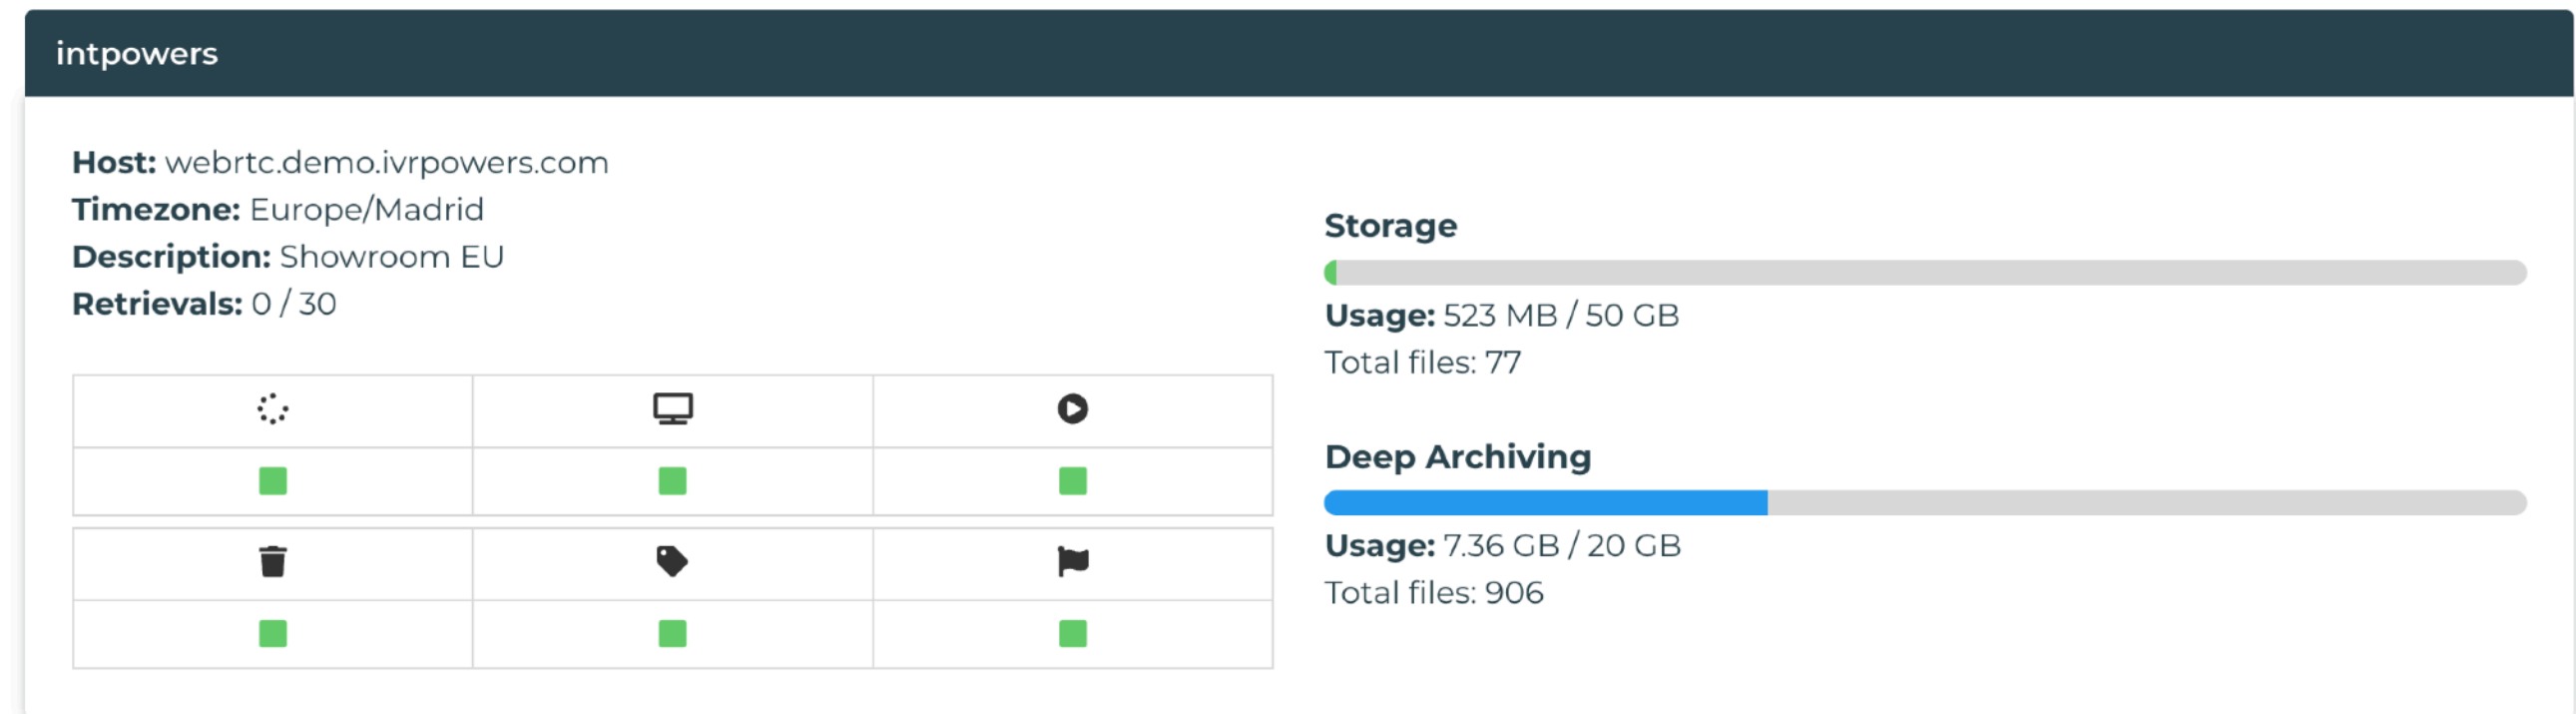 intpowers
Host: webrtc.demo.ivrpowers.com
Timezone: Europe/Madrid
Description: Showroom EU
Retrievals: 0 / 30
Storage
Usage: 523 MB / 50 GB
Total files: 77
Deep Archiving
Usage: 7.36 GB / 20 GB
Total files: 906